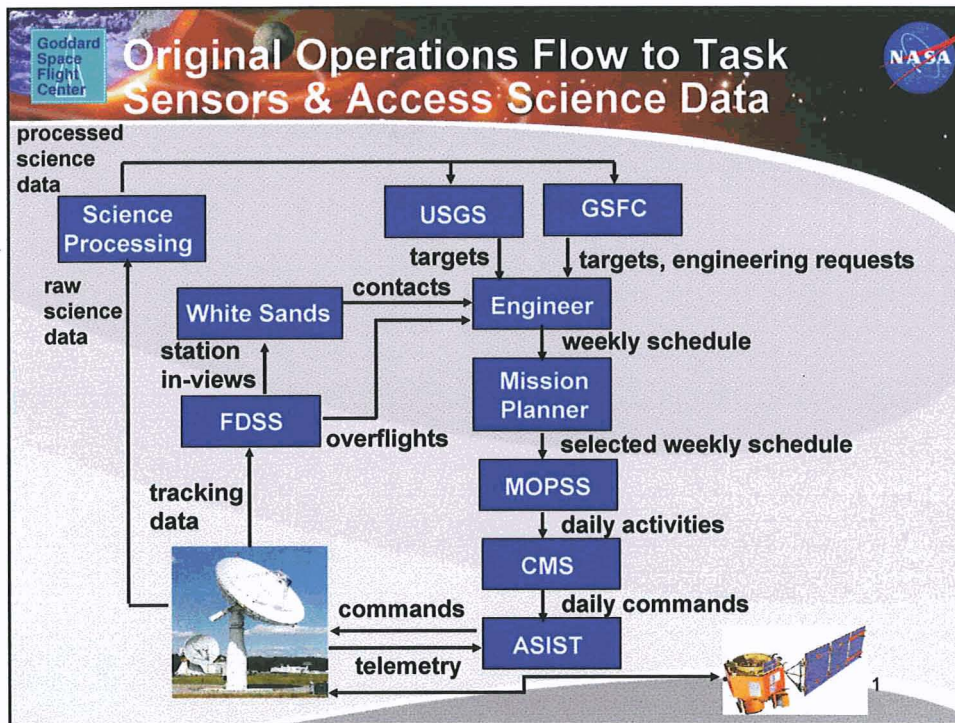 Goddard
Space
Flight
Center
Original Operations Flow to Task
Sensors & Access Science Data
NASA
processed
science
data
Science
Processing
USGS
GSFC
targets
targets, engineering requests
raw
science
data
White Sands
contacts
Engineer
station
in-views
weekly schedule
FDSS
overflights
Mission
Planner
selected weekly schedule
tracking
data
MOPSS
daily activities
CMS
daily commands
commands
ASIST
telemetry
1